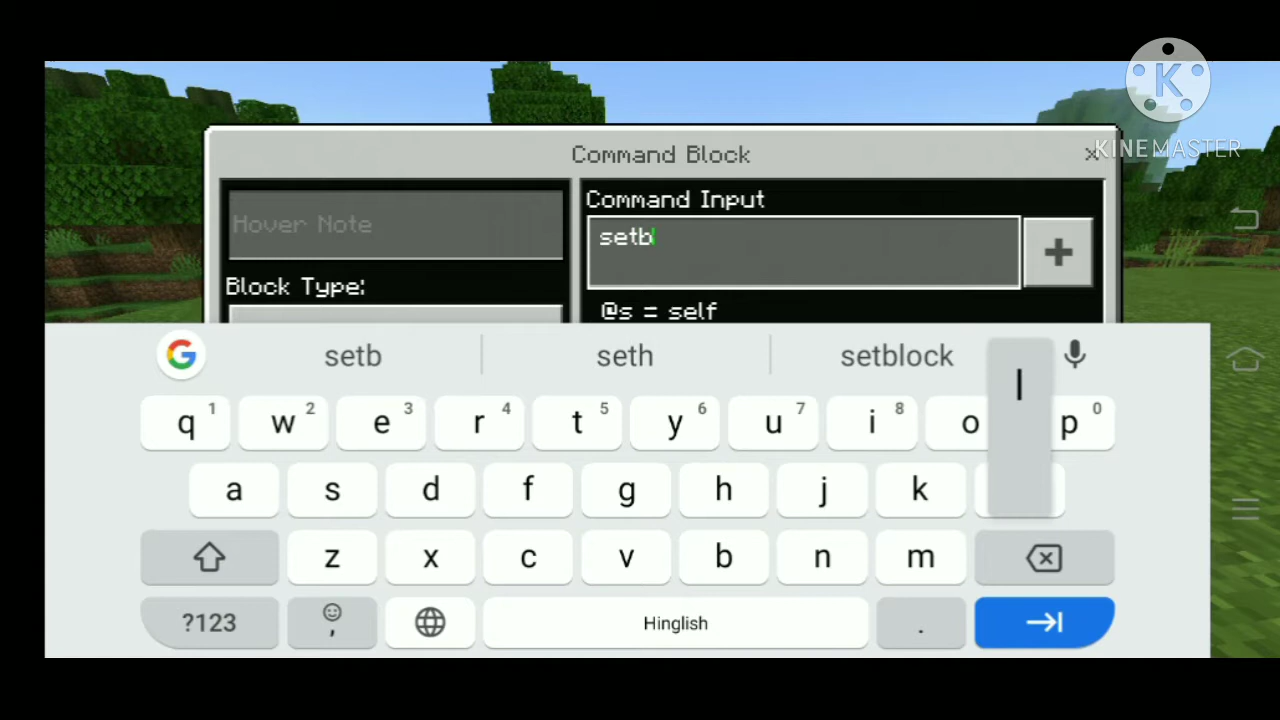 Command Block
KINEMASTER
K
Hover Note
Command Input
setb
Block Type:
@s = self
setb seth setblock
l
q 1 w 2 e 3 r 4 t 5 y 6 u 7 i 8 o p 0
a s d f g h j k
z x c v b n m
?123 , Hinglish .